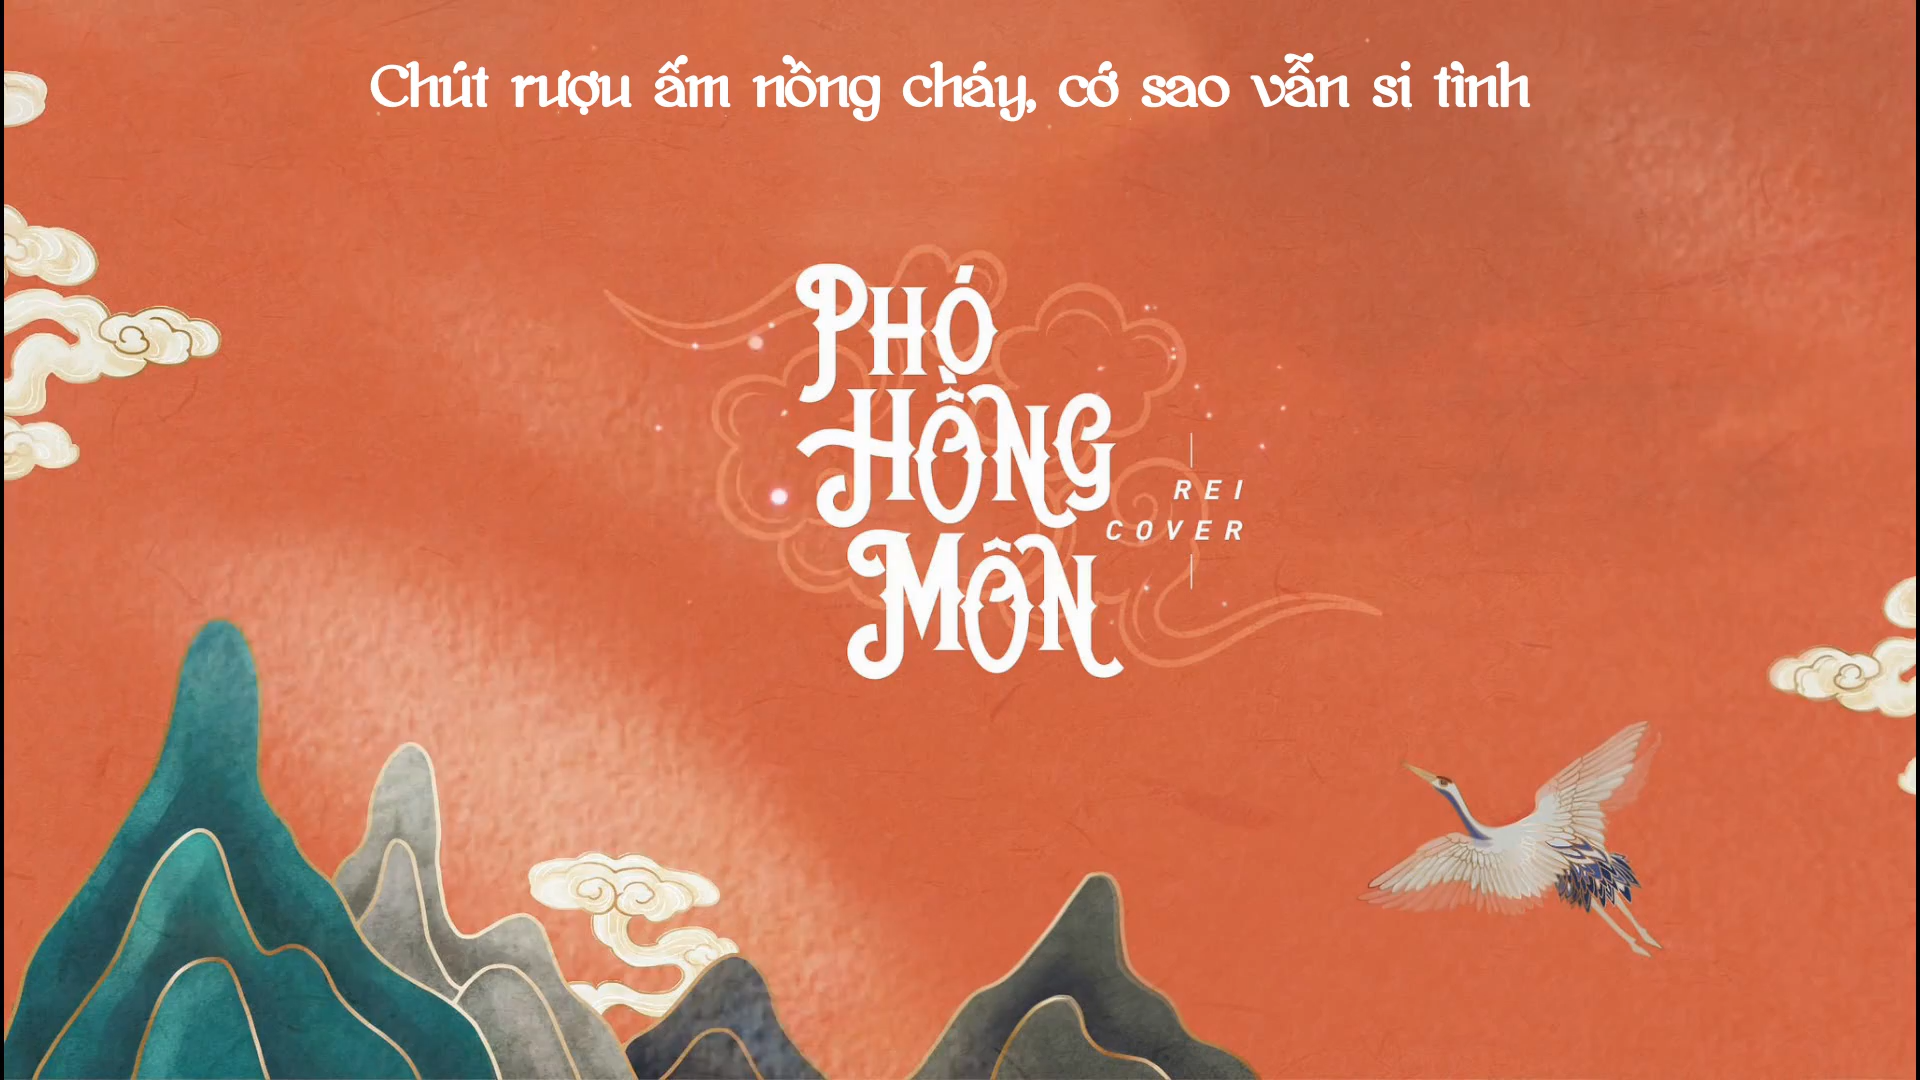 Chút rượu ấm nồng cháy, cớ sao vẫn si tình
PHÓ
HỒNG
MÔN
REI
COVER